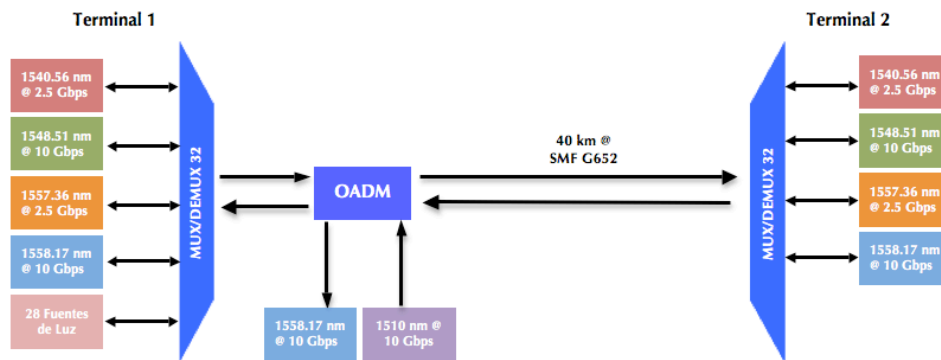 Terminal 1
Terminal 2
1540.56 nm
@ 2.5 Gbps
1548.51 nm
@ 10 Gbps
1557.36 nm
@ 2.5 Gbps
1558.17 nm
@ 10 Gbps
28 Fuentes
de Luz
MUX/DEMUX 32
OADM
1558.17 nm
@ 10 Gbps
1510 nm @
10 Gbps
40 km @
SMF G652
MUX/DEMUX 32
1540.56 nm
@ 2.5 Gbps
1548.51 nm
@ 10 Gbps
1557.36 nm
@ 2.5 Gbps
1558.17 nm
@ 10 Gbps